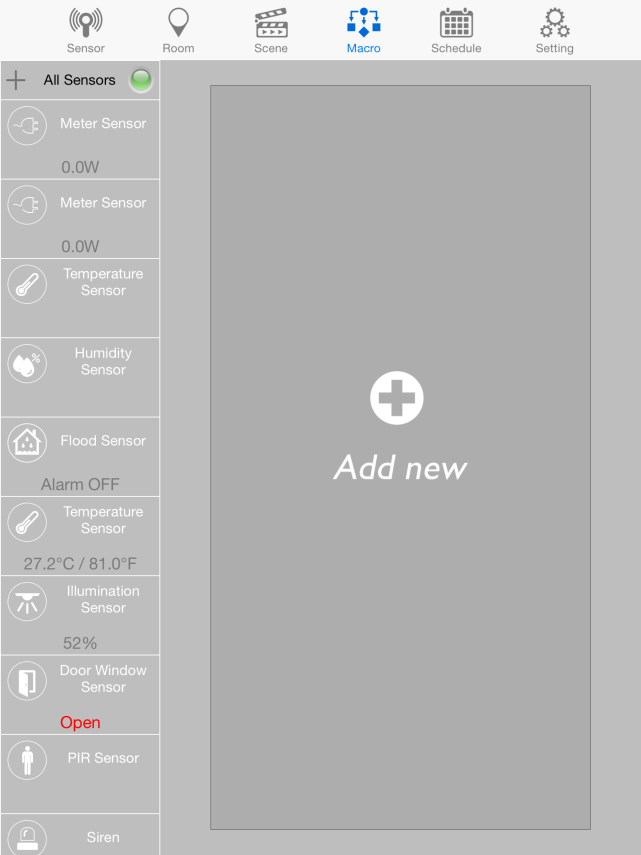 Sensor Room Scene Macro Schedule Setting
All Sensors
Meter Sensor
0.0W
Meter Sensor
0.0W
Temperature
Sensor
%
Humidity
Sensor
Flood Sensor
Alarm OFF
Temperature
Sensor
27.2°C / 81.0°F
Illumination
Sensor
52%
Door Window
Sensor
Open
PIR Sensor
Siren
Add new